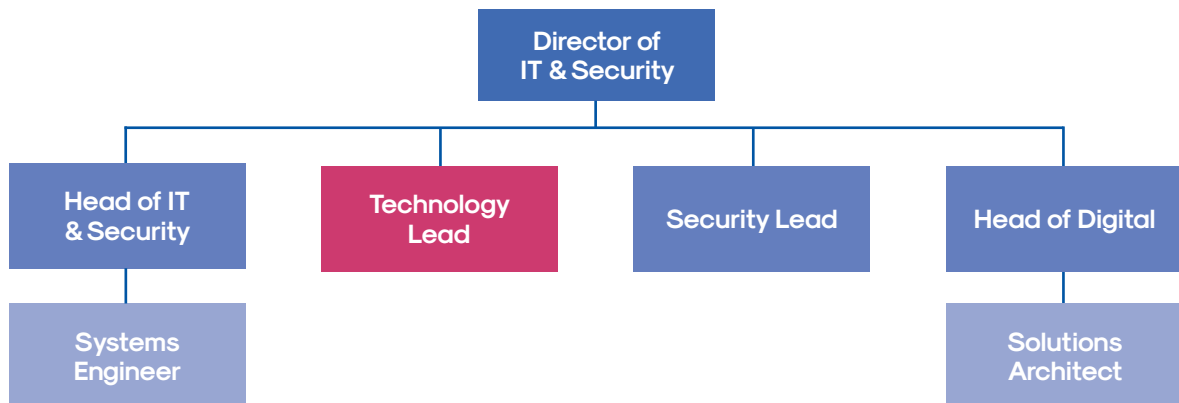 Director of
IT & Security
Head of IT
& Security
Technology
Lead
Security Lead
Head of Digital
Systems
Engineer
Solutions
Architect